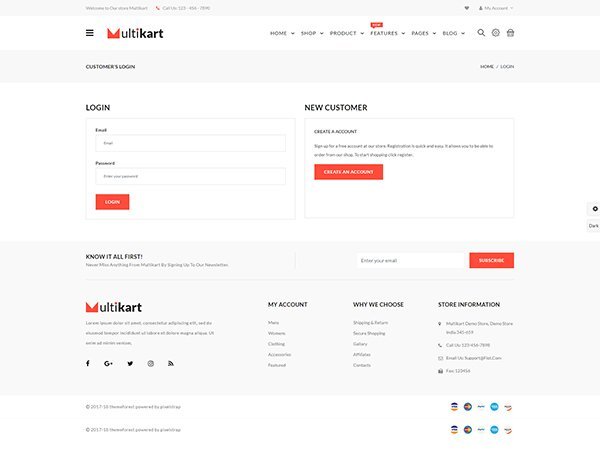 Welcome to Our store Multikart
Call Us: 123 - 456 - 7890
My Account
Multikart
HOME
SHOP
PRODUCT
NEW
FEATURES
PAGES
BLOG
CUSTOMER'S LOGIN
HOME / LOGIN
LOGIN
Email
Email
Password
Enter your password
LOGIN
NEW CUSTOMER
CREATE A ACCOUNT
Sign up for a free account at our store. Registration is quick and easy. It allows you to be able to
order from our shop. To start shopping click register.
CREATE AN ACCOUNT
Dark
KNOW IT ALL FIRST!
Never Miss Anything From Multikart By Signing Up To Our Newsletter.
Enter your email
SUBSCRIBE
Multikart
Lorem ipsum dolor sit amet, consectetur adipiscing elit, sed do
eiusmod tempor incididunt ut labore et dolore magna aliqua. Ut
enim ad minim veniam,
MY ACCOUNT
Mens
Womens
Clothing
Accessories
Featured
WHY WE CHOOSE
Shipping & Return
Secure Shopping
Gallary
Affiliates
Contacts
STORE INFORMATION
Multikart Demo Store, Demo Store
India 345-659
Call Us: 123-456-7898
Email Us: Support@Fiot.Com
Fax: 123456
© 2017-18 themeforest powered by pixelstrap
© 2017-18 themeforest powered by pixelstrap